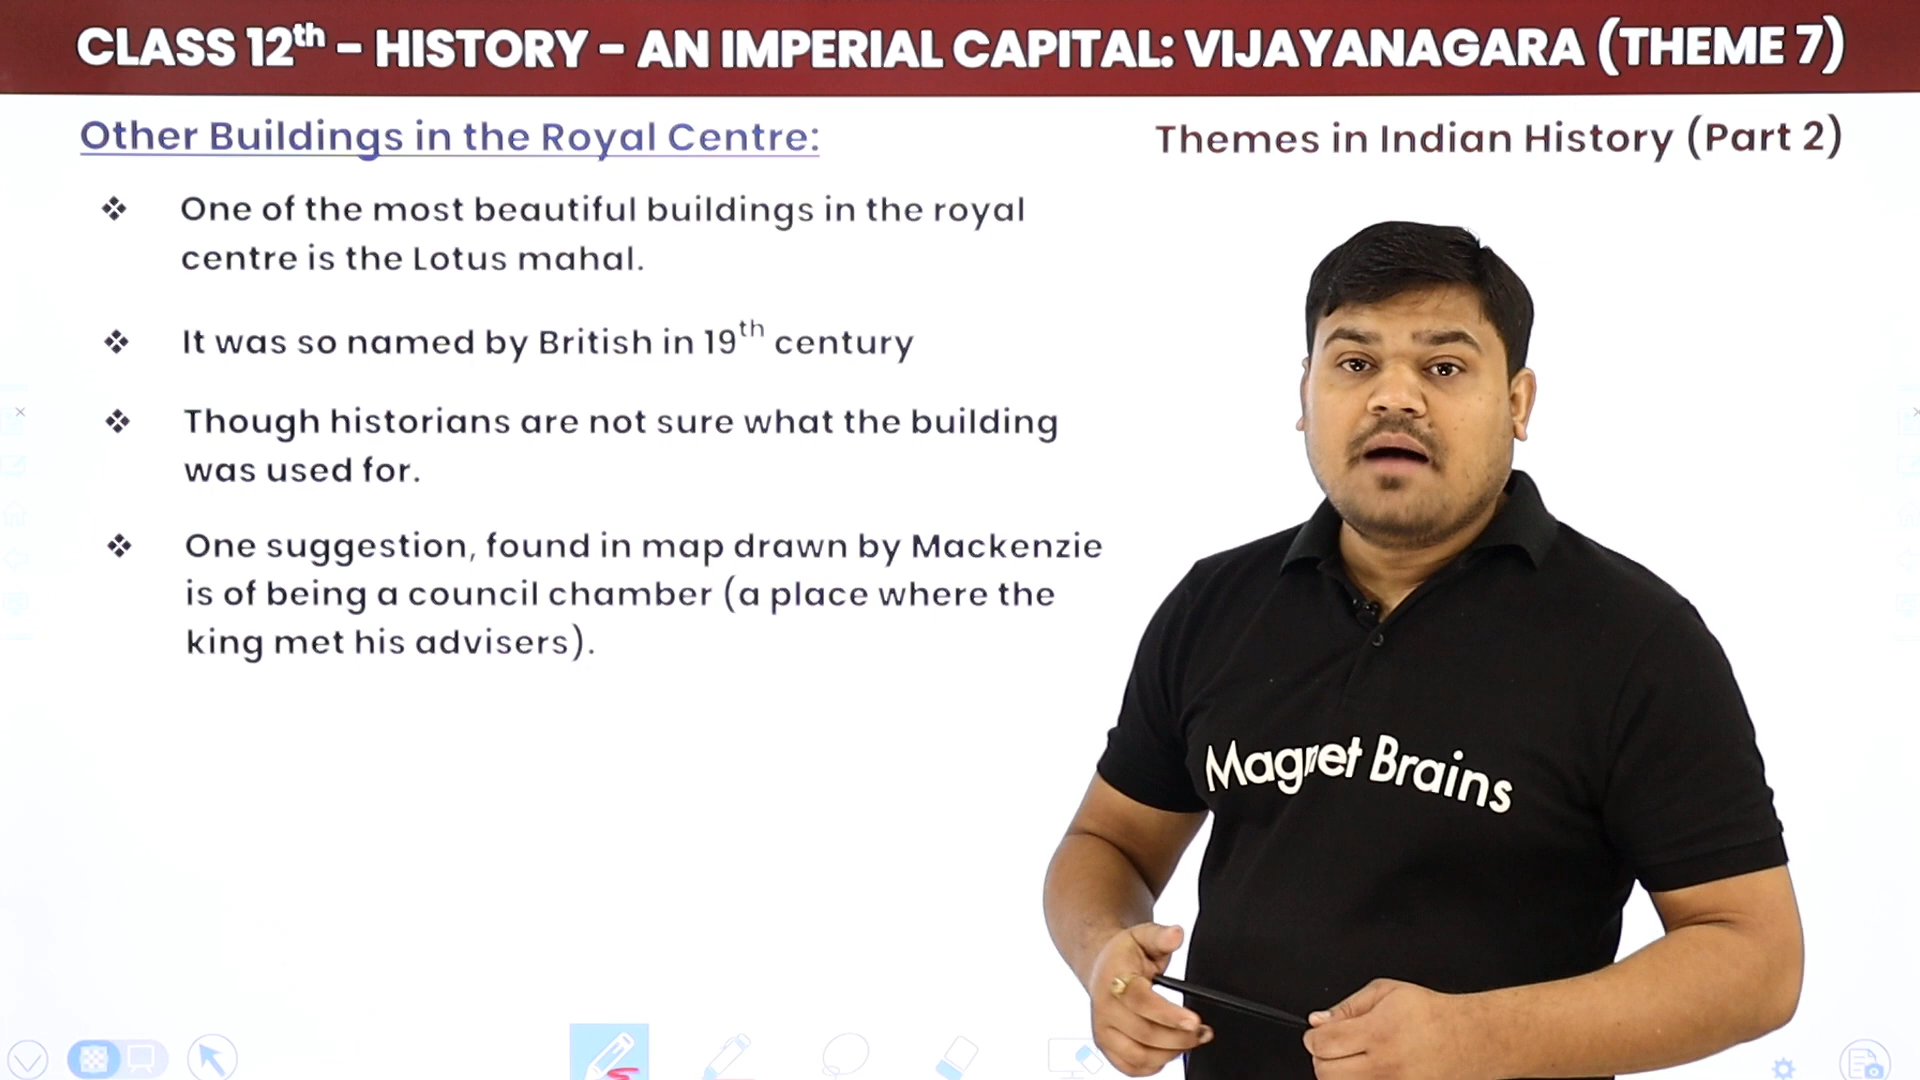 CLASS 12th - HISTORY - AN IMPERIAL CAPITAL: VIJAYANAGARA (THEME 7)
Other Buildings in the Royal Centre:
Themes in Indian History (Part 2)
❖ One of the most beautiful buildings in the royal
centre is the Lotus mahal.
❖ It was so named by British in 19th century
❖ Though historians are not sure what the building
was used for.
❖ One suggestion, found in map drawn by Mackenzie
is of being a council chamber (a place where the
king met his advisers).
Magnet Brains